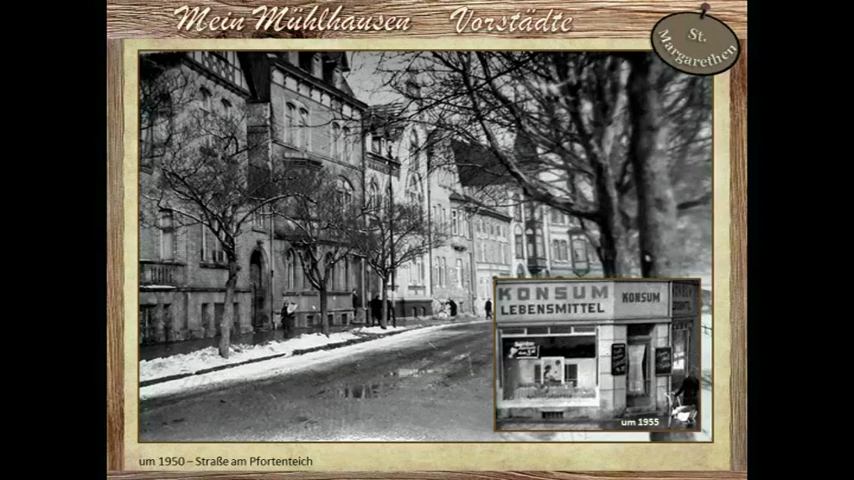 Mein Mühlhausen Vorstädte
St.
Margarethen
KONSUM
LEBENSMITTEL
KONSUM
um 1955
um 1950 – Straße am Pfortenteich